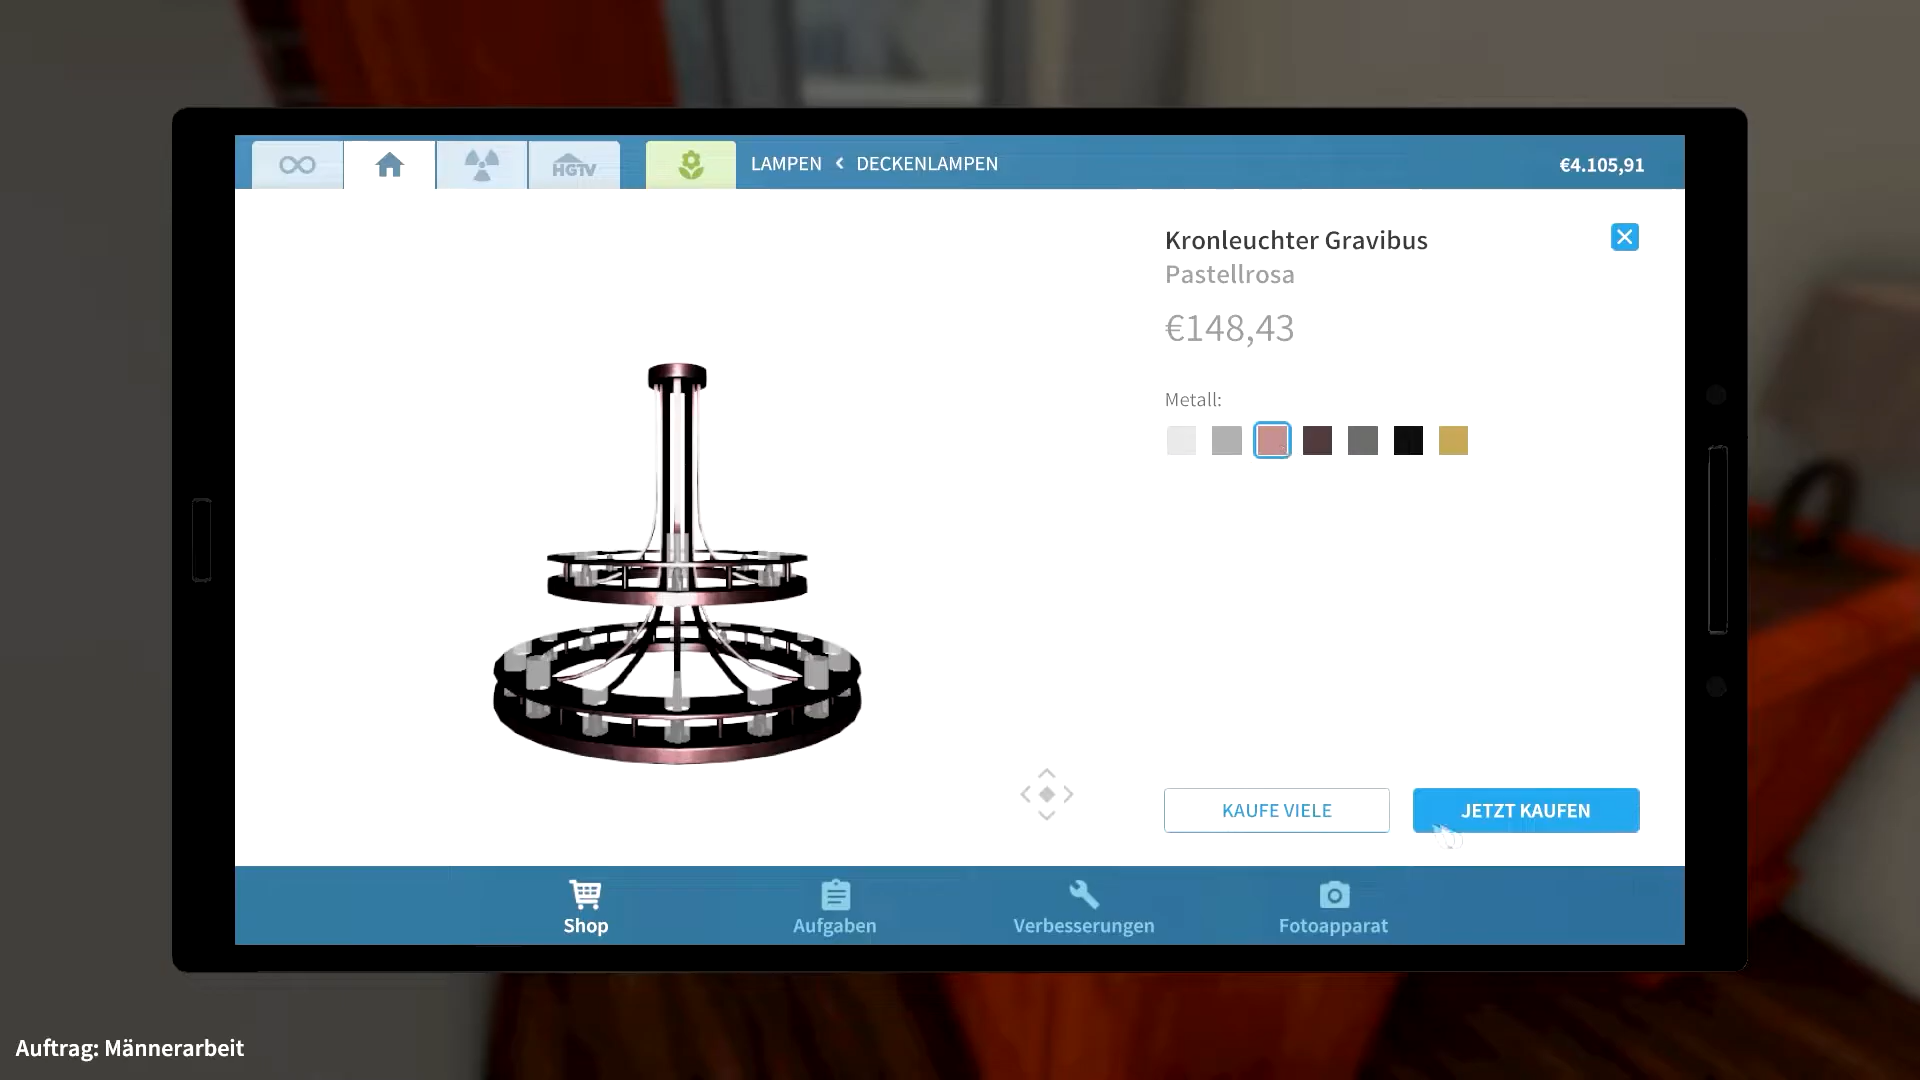 HGTV
LAMPEN < DECKENLAMPEN
€4.105,91
Kronleuchter Gravibus
Pastellrosa
€148,43
Metall:
KAUFE VIELE
JETZT KAUFEN
Shop
Aufgaben
Verbesserungen
Fotoapparat
Auftrag: Männerarbeit